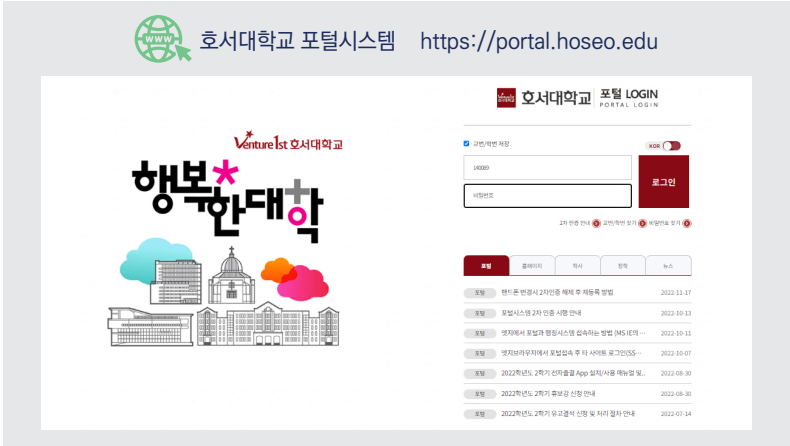 WWW
호서대학교 포털시스템 https://portal.hoseo.edu
Venture1st 호서대학교
행복한대학
Venture1st
호서대학교 포털 LOGIN
PORTAL LOGIN
교번/학번 저장
KOR
140089
로그인
비밀번호
2차 인증 안내 교번/학번 찾기 비밀번호 찾기
포털 홈페이지 학사 장학 뉴스
포털 핸드폰 변경시 2차인증 해제 후 재등록 방법 2022-11-17
포털 포털시스템 2차 인증 시행 안내 2022-10-13
포털 엣지에서 포털과 행정시스템 접속하는 방법 (MS IE의 … 2022-10-11
포털 엣지브라우저에서 포털접속 후 타 사이트 로그인(SS… 2022-10-07
포털 2022학년도 2학기 전자출결 App 설치/사용 매뉴얼 및.. 2022-08-30
포털 2022학년도 2학기 휴보강 신청 안내 2022-08-30
포털 2022학년도 2학기 유고결석 신청 및 처리 절차 안내 2022-07-14